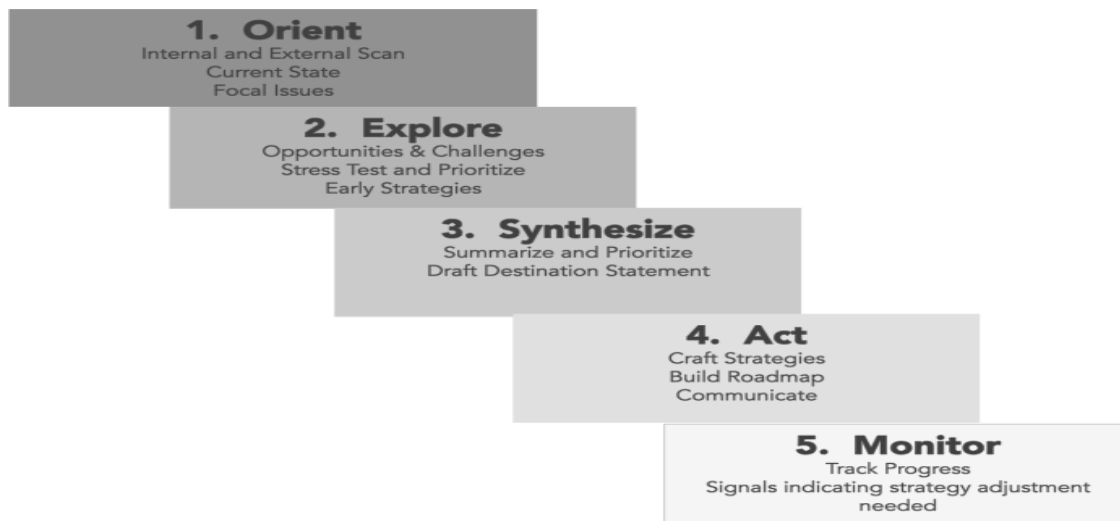 1. Orient
Internal and External Scan
Current State
Focal Issues
2. Explore
Opportunities & Challenges
Stress Test and Prioritize
Early Strategies
3. Synthesize
Summarize and Prioritize
Draft Destination Statement
4. Act
Craft Strategies
Build Roadmap
Communicate
5. Monitor
Track Progress
Signals indicating strategy adjustment
needed